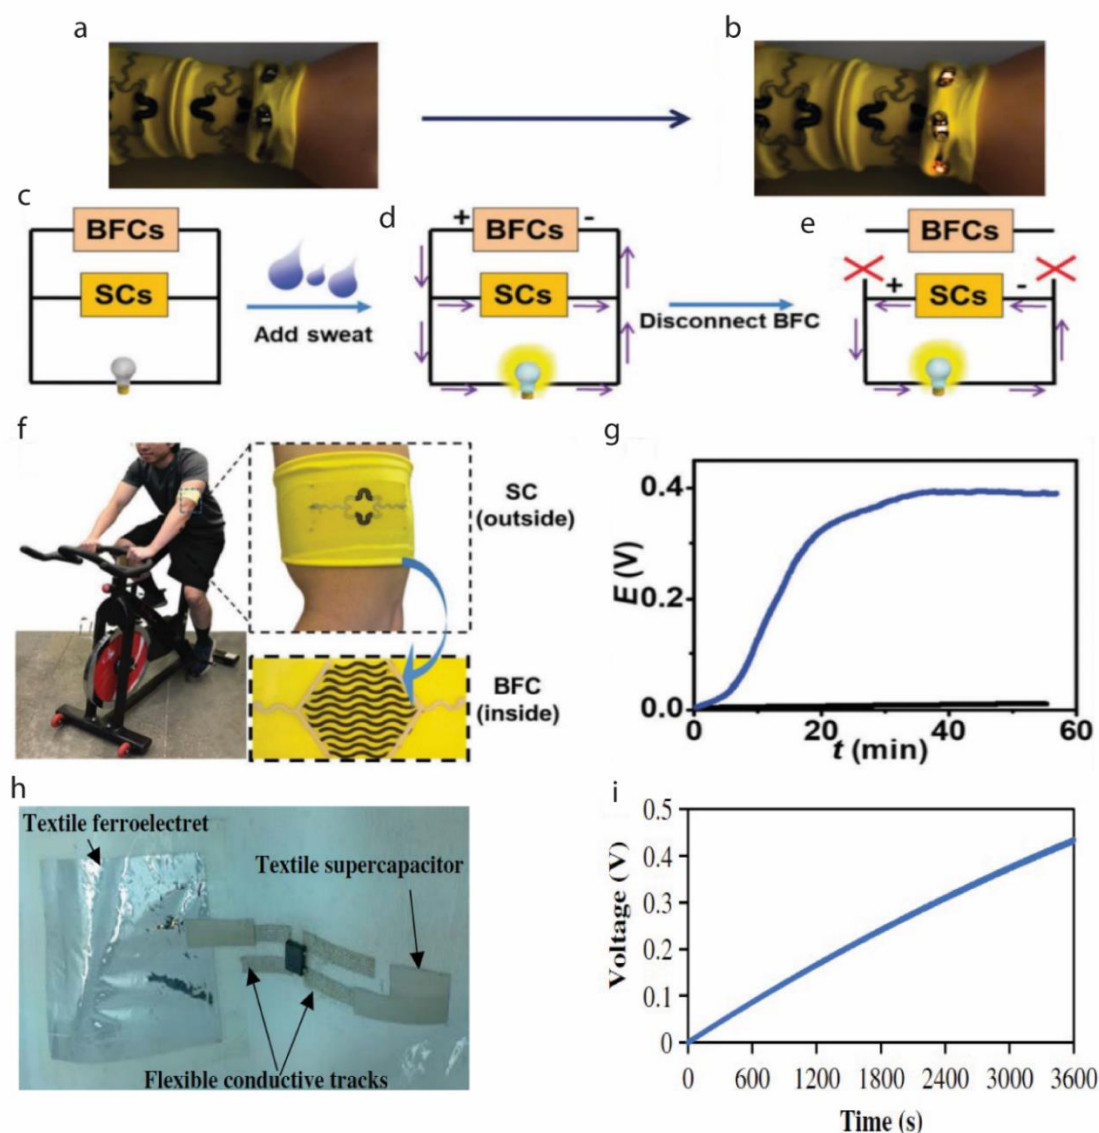 a
b
c
BFCs
SCs
Add sweat
d
+ BFCs -
SCs
Disconnect BFC
e
BFCs
+ SCs -
f
SC
(outside)
BFC
(inside)
g
E (V)
0.4
0.2
0.0
0 20 40 60
t (min)
h
Textile ferroelectret
Textile supercapacitor
Flexible conductive tracks
i
Voltage (V)
0.5
0.4
0.3
0.2
0.1
0
0 600 1200 1800 2400 3000 3600
Time (s)